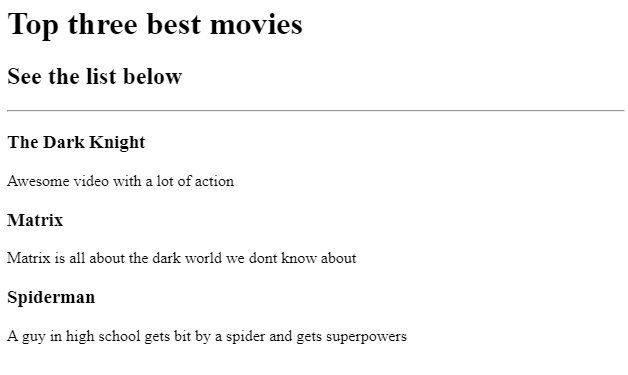 Top three best movies
See the list below
The Dark Knight
Awesome video with a lot of action
Matrix
Matrix is all about the dark world we dont know about
Spiderman
A guy in high school gets bit by a spider and gets superpowers